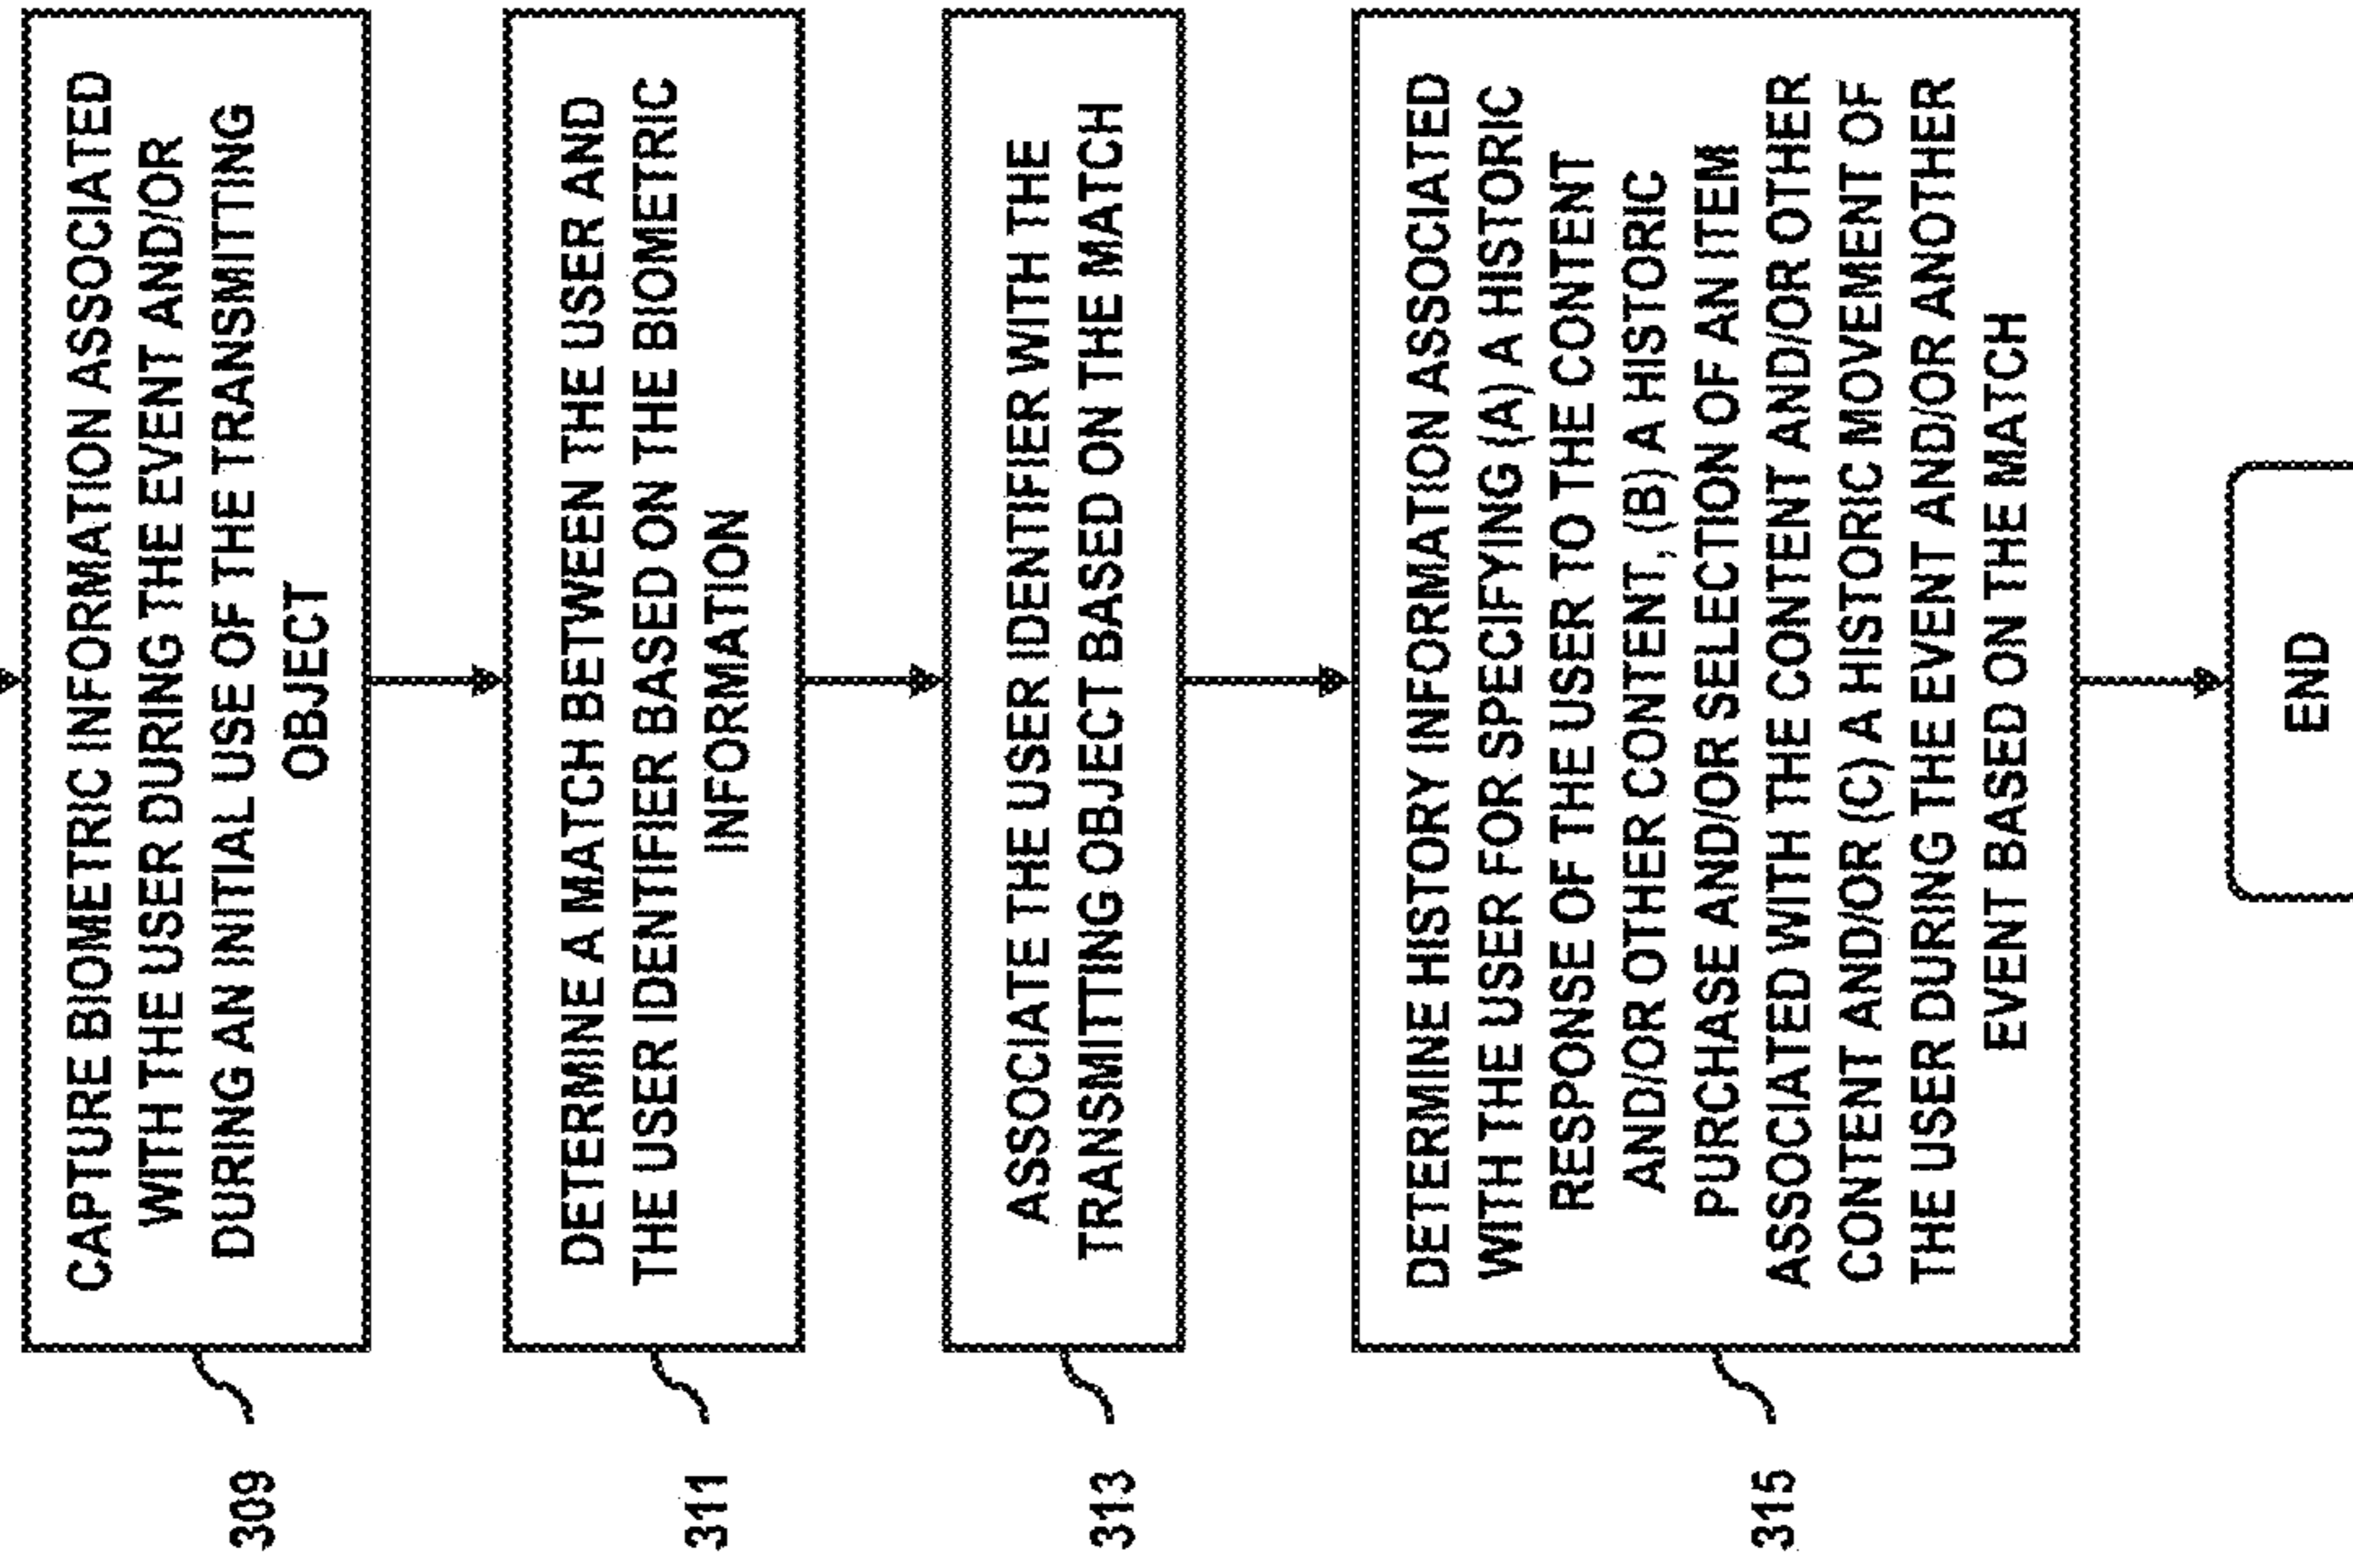 CAPTURE BIOMETRIC INFORMATION ASSOCIATED
WITH THE USER DURING THE EVENT AND/OR
DURING AN INITIAL USE OF THE TRANSMITTING
OBJECT
309
DETERMINE A MATCH BETWEEN THE USER AND
THE USER IDENTIFIER BASED ON THE BIOMETRIC
INFORMATION
311
ASSOCIATE THE USER IDENTIFIER WITH THE
TRANSMITTING OBJECT BASED ON THE MATCH
313
DETERMINE HISTORY INFORMATION ASSOCIATED
WITH THE USER FOR SPECIFYING (A) A HISTORIC
RESPONSE OF THE USER TO THE CONTENT
AND/OR OTHER CONTENT, (B) A HISTORIC
PURCHASE AND/OR SELECTION OF AN ITEM
ASSOCIATED WITH THE CONTENT AND/OR OTHER
CONTENT AND/OR (C) A HISTORIC MOVEMENT OF
THE USER DURING THE EVENT AND/OR ANOTHER
EVENT BASED ON THE MATCH
315
END